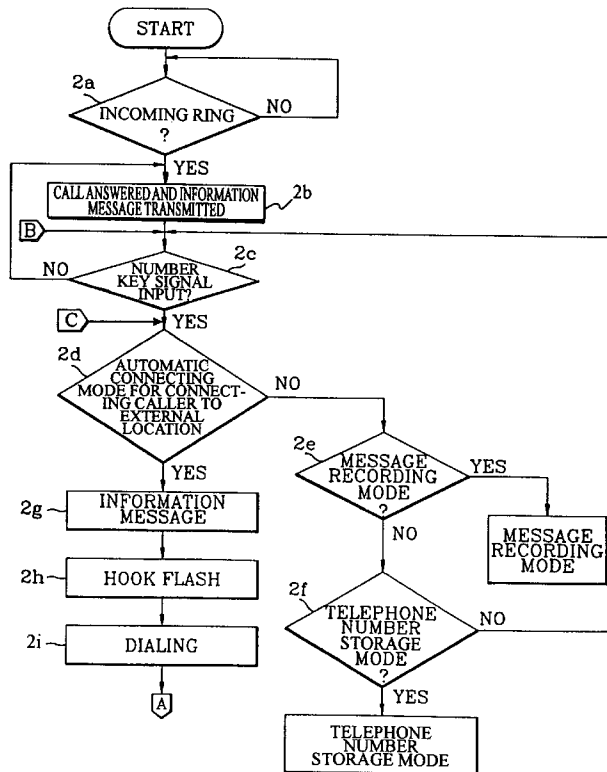 START
2a
INCOMING RING
?
NO
YES
CALL ANSWERED AND INFORMATION
MESSAGE TRANSMITTED
2b
B
2c
NUMBER
KEY SIGNAL
INPUT?
NO
C
YES
2d
AUTOMATIC
CONNECTING
MODE FOR CONNECT-
ING CALLER TO
EXTERNAL
LOCATION
NO
YES
2e
MESSAGE
RECORDING
MODE
?
YES
NO
MESSAGE
RECORDING
MODE
2g
INFORMATION
MESSAGE
2h
HOOK FLASH
2i
DIALING
A
2f
TELEPHONE
NUMBER
STORAGE
MODE
?
NO
YES
TELEPHONE
NUMBER
STORAGE MODE